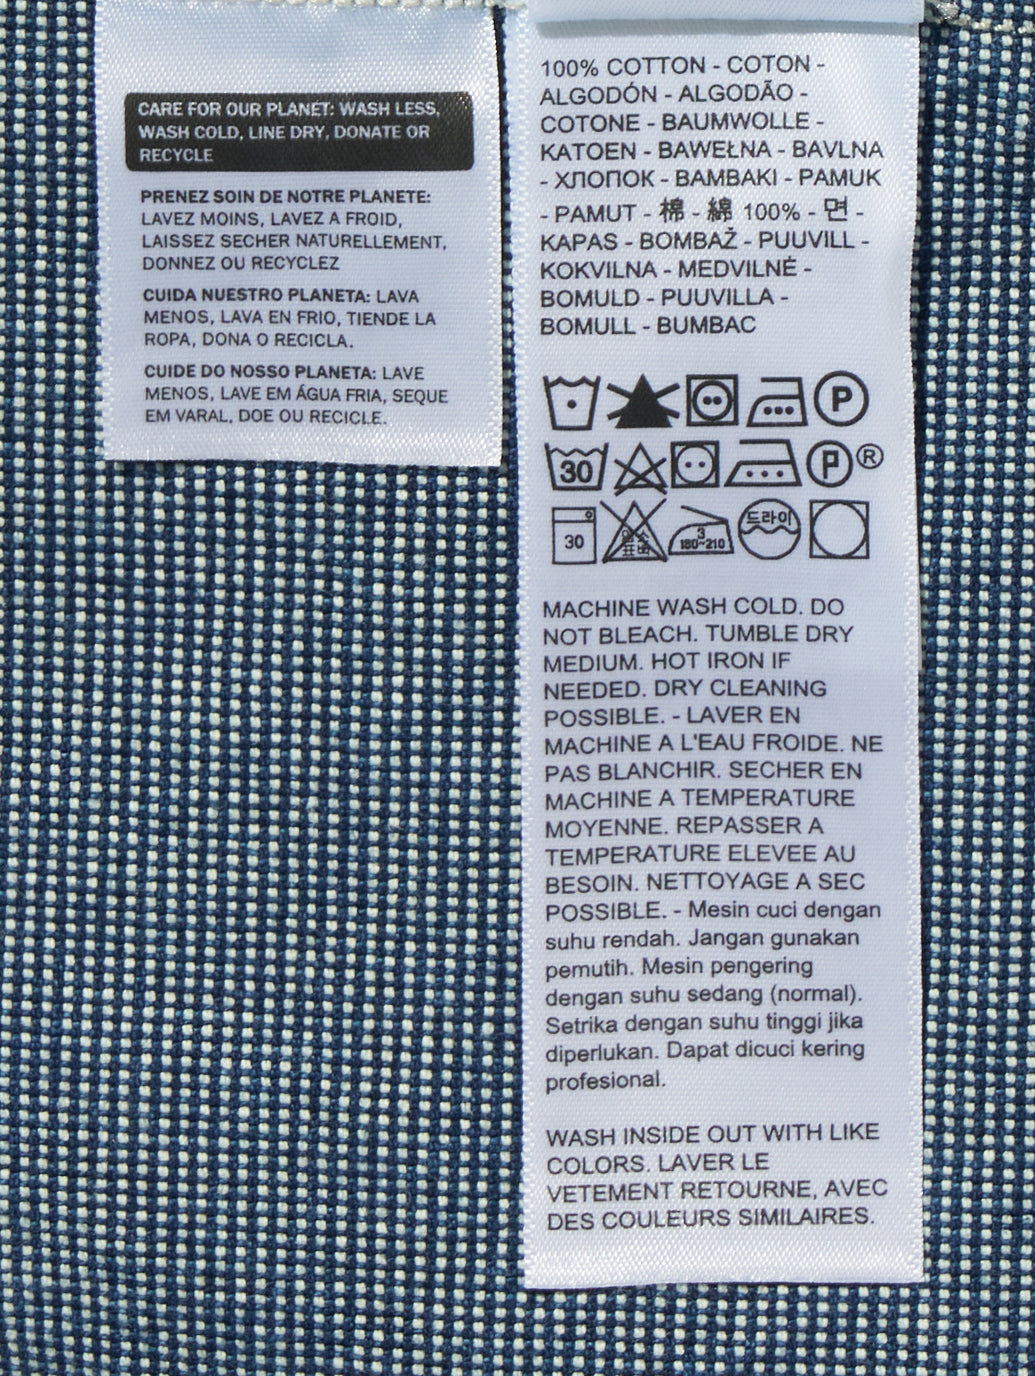 CARE FOR OUR PLANET: WASH LESS,
WASH COLD, LINE DRY, DONATE OR
RECYCLE
PRENEZ SOIN DE NOTRE PLANETE:
LAVEZ MOINS, LAVEZ A FROID,
LAISSEZ SECHER NATURELLEMENT,
DONNEZ OU RECYCLEZ
CUIDA NUESTRO PLANETA: LAVA
MENOS, LAVA EN FRIO, TIENDE LA
ROPA, DONA O RECICLA.
CUIDE DO NOSSO PLANETA: LAVE
MENOS, LAVE EM ÁGUA FRIA, SEQUE
EM VARAL, DOE OU RECICLE.
100% COTTON - COTON -
ALGODÓN - ALGODÃO -
COTONE - BAUMWOLLE -
KATOEN - BAWEŁNA - BAVLNA
- ХЛОПОК - BAMBAKI - PAMUK
- PAMUT - 棉 - 綿 100% - 면 -
KAPAS - BOMBAŽ - PUUVILL -
KOKVILNA - MEDVILNĖ -
BOMULD - PUUVILLA -
BOMULL - BUMBAC
P
30 P ®
30 3 180~210 드라이
MACHINE WASH COLD. DO
NOT BLEACH. TUMBLE DRY
MEDIUM. HOT IRON IF
NEEDED. DRY CLEANING
POSSIBLE. - LAVER EN
MACHINE A L'EAU FROIDE. NE
PAS BLANCHIR. SECHER EN
MACHINE A TEMPERATURE
MOYENNE. REPASSER A
TEMPERATURE ELEVEE AU
BESOIN. NETTOYAGE A SEC
POSSIBLE. - Mesin cuci dengan
suhu rendah. Jangan gunakan
pemutih. Mesin pengering
dengan suhu sedang (normal).
Setrika dengan suhu tinggi jika
diperlukan. Dapat dicuci kering
profesional.
WASH INSIDE OUT WITH LIKE
COLORS. LAVER LE
VETEMENT RETOURNE, AVEC
DES COULEURS SIMILAIRES.